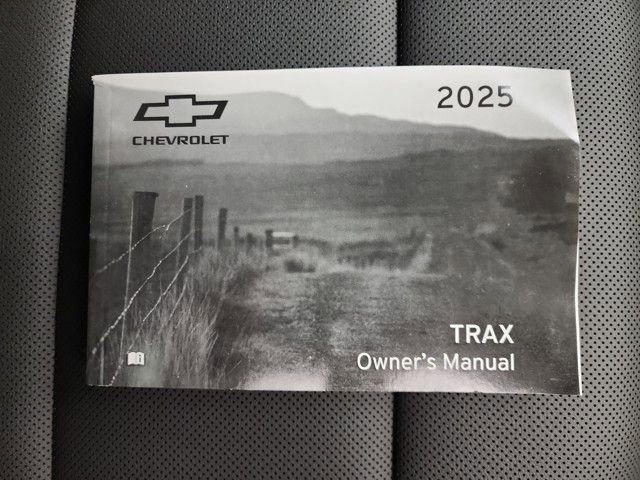 2025
CHEVROLET
TRAX
Owner's Manual